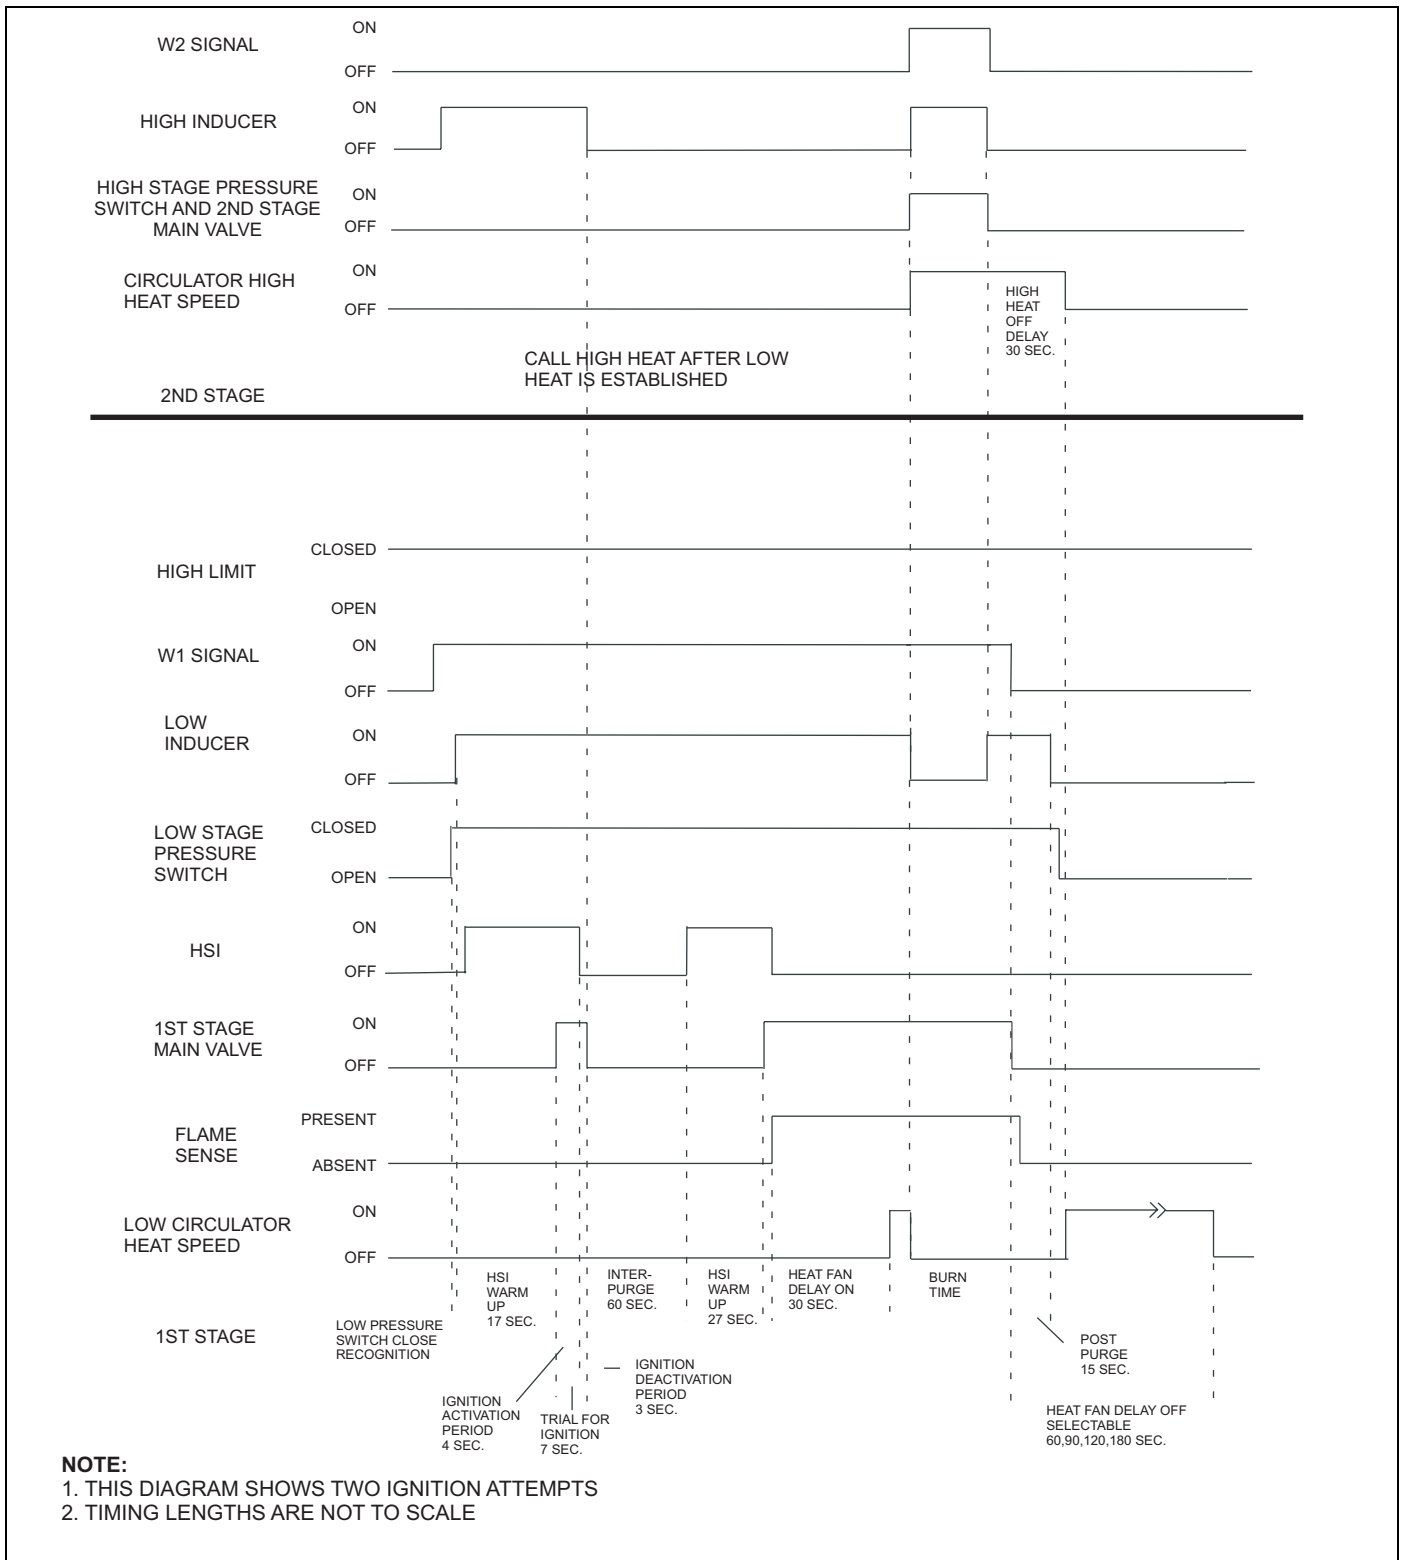 W2 SIGNAL
ON
OFF
HIGH INDUCER
ON
OFF
HIGH STAGE PRESSURE
SWITCH AND 2ND STAGE
MAIN VALVE
ON
OFF
CIRCULATOR HIGH
HEAT SPEED
ON
OFF
HIGH
HEAT
OFF
DELAY
30 SEC.
CALL HIGH HEAT AFTER LOW
HEAT IS ESTABLISHED
2ND STAGE
HIGH LIMIT
CLOSED
OPEN
W1 SIGNAL
ON
OFF
LOW
INDUCER
ON
OFF
LOW STAGE
PRESSURE
SWITCH
CLOSED
OPEN
HSI
ON
OFF
1ST STAGE
MAIN VALVE
ON
OFF
FLAME
SENSE
PRESENT
ABSENT
LOW CIRCULATOR
HEAT SPEED
ON
OFF
1ST STAGE
LOW PRESSURE
SWITCH CLOSE
RECOGNITION
HSI
WARM
UP
17 SEC.
INTER-
PURGE
60 SEC.
HSI
WARM
UP
27 SEC.
HEAT FAN
DELAY ON
30 SEC.
BURN
TIME
POST
PURGE
15 SEC.
IGNITION
ACTIVATION
PERIOD
4 SEC.
TRIAL FOR
IGNITION
7 SEC.
IGNITION
DEACTIVATION
PERIOD
3 SEC.
HEAT FAN DELAY OFF
SELECTABLE
60,90,120,180 SEC.
NOTE:
1. THIS DIAGRAM SHOWS TWO IGNITION ATTEMPTS
2. TIMING LENGTHS ARE NOT TO SCALE